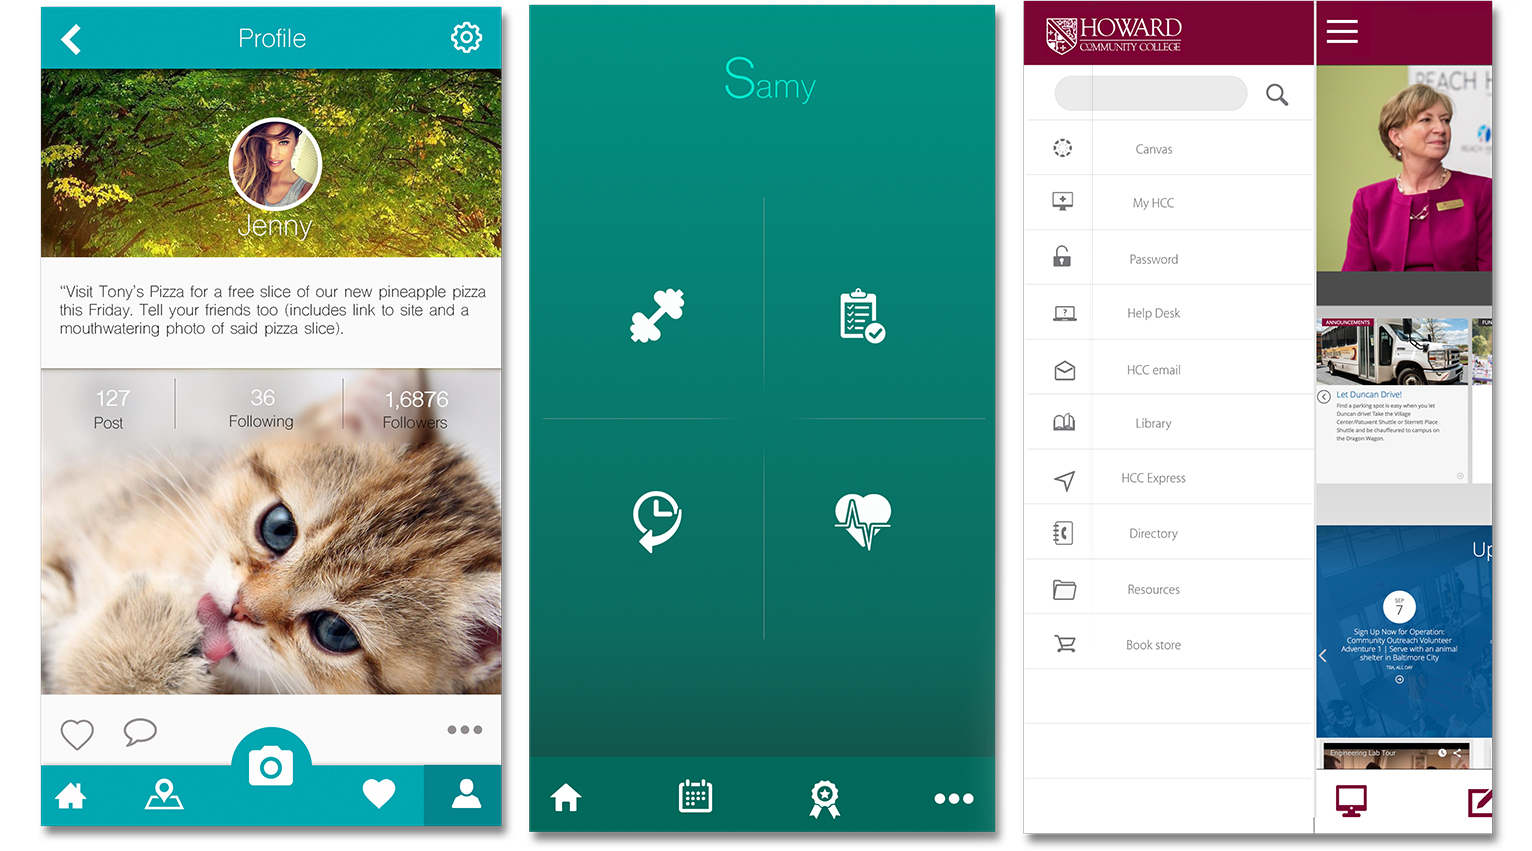 Profile
Jenny
“Visit Tony’s Pizza for a free slice of our new pineapple pizza
this Friday. Tell your friends too (includes link to site and a
mouthwatering photo of said pizza slice).
127
Post
36
Following
1,6876
Followers
Samy
HOWARD
COMMUNITY COLLEGE
Canvas
My HCC
Password
Help Desk
HCC email
Library
HCC Express
Directory
Resources
Book store
REACH H
REACH H
ANNOUNCEMENTS
FUN
Let Duncan Drive!
Find a parking spot is easy when you let
Duncan drive! Take the Village
Center/Patuxent Shuttle or Sterrett Place
Shuttle and be chauffeured to campus on
the Dragon Wagon.
Up
SEP
7
Sign Up Now for Operation:
Community Outreach Volunteer
Adventure 1 | Serve with an animal
shelter in Baltimore City
TBA, ALL DAY
Engineering Lab Tour